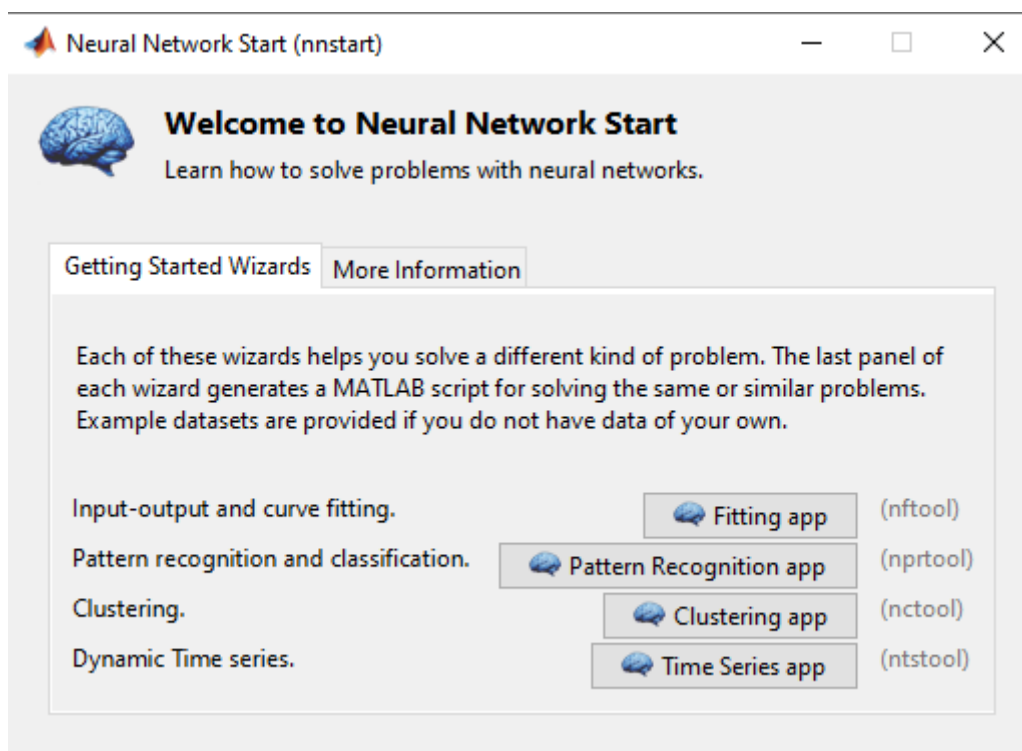 Neural Network Start (nnstart)
Welcome to Neural Network Start
Learn how to solve problems with neural networks.
Getting Started Wizards More Information
Each of these wizards helps you solve a different kind of problem. The last panel of
each wizard generates a MATLAB script for solving the same or similar problems.
Example datasets are provided if you do not have data of your own.
Input-output and curve fitting. Fitting app (nftool)
Pattern recognition and classification. Pattern Recognition app (nprtool)
Clustering. Clustering app (nctool)
Dynamic Time series. Time Series app (ntstool)